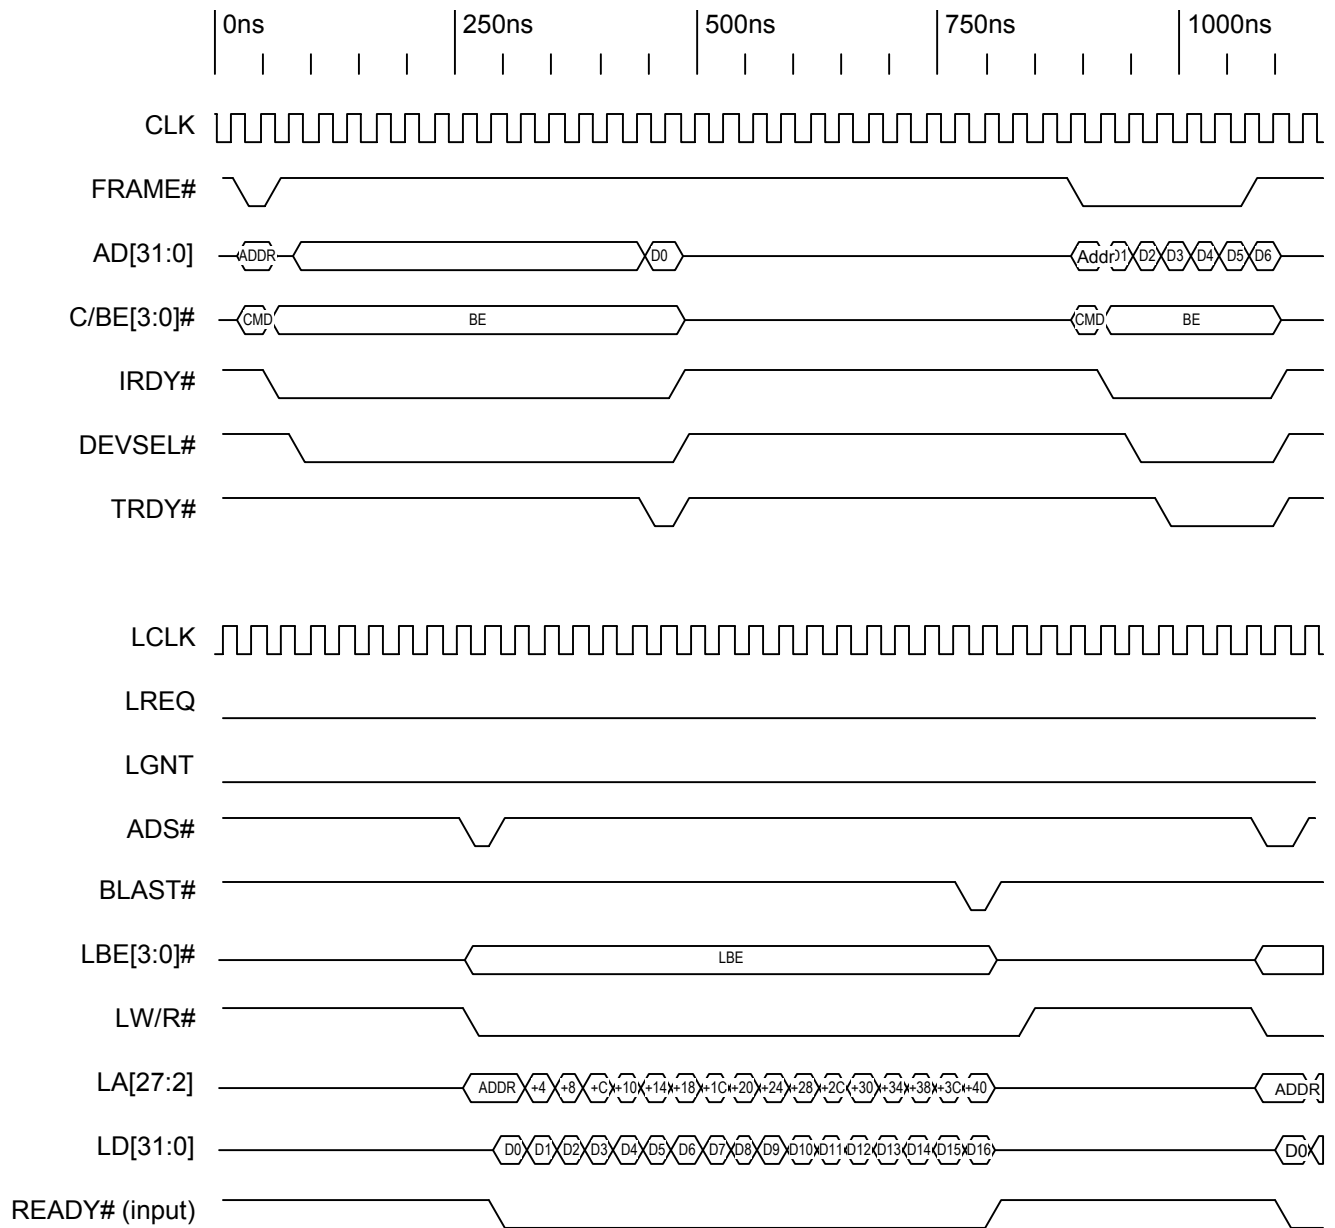 0ns 250ns 500ns 750ns 1000ns
CLK
FRAME#
AD[31:0] ADDR D0 Addr D1 D2 D3 D4 D5 D6
C/BE[3:0]# CMD BE CMD BE
IRDY#
DEVSEL#
TRDY#
LCLK
LREQ
LGNT
ADS#
BLAST#
LBE[3:0]# LBE
LW/R#
LA[27:2] ADDR +4 +8 +C +10 +14 +18 +1C +20 +24 +28 +2C +30 +34 +38 +3C +40 ADDR
LD[31:0] D0 D1 D2 D3 D4 D5 D6 D7 D8 D9 D10 D11 D12 D13 D14 D15 D16 D0
READY# (input)